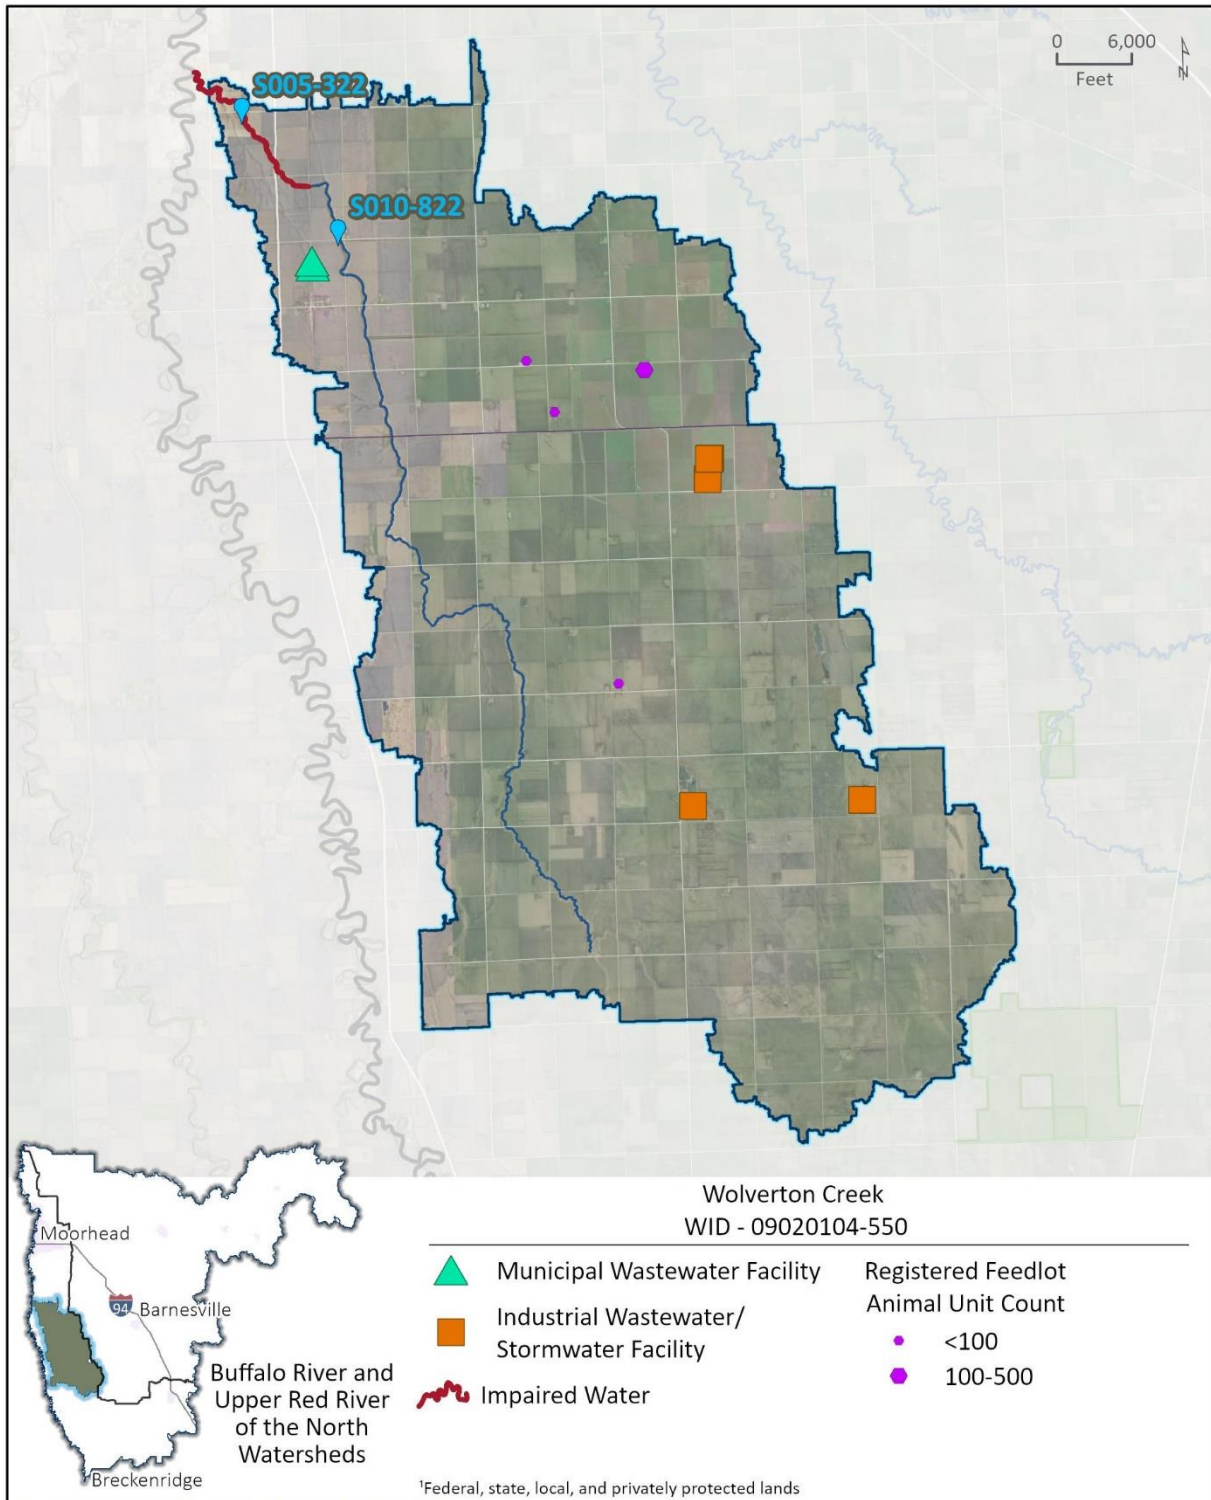 0 6,000
Feet
N
S005-322
S010-822
Wolverton Creek
WID - 09020104-550
Municipal Wastewater Facility
Industrial Wastewater/
Stormwater Facility
Impaired Water
Registered Feedlot
Animal Unit Count
<100
100-500
Moorhead
94
Barnesville
Breckenridge
Buffalo River and
Upper Red River
of the North
Watersheds
¹Federal, state, local, and privately protected lands